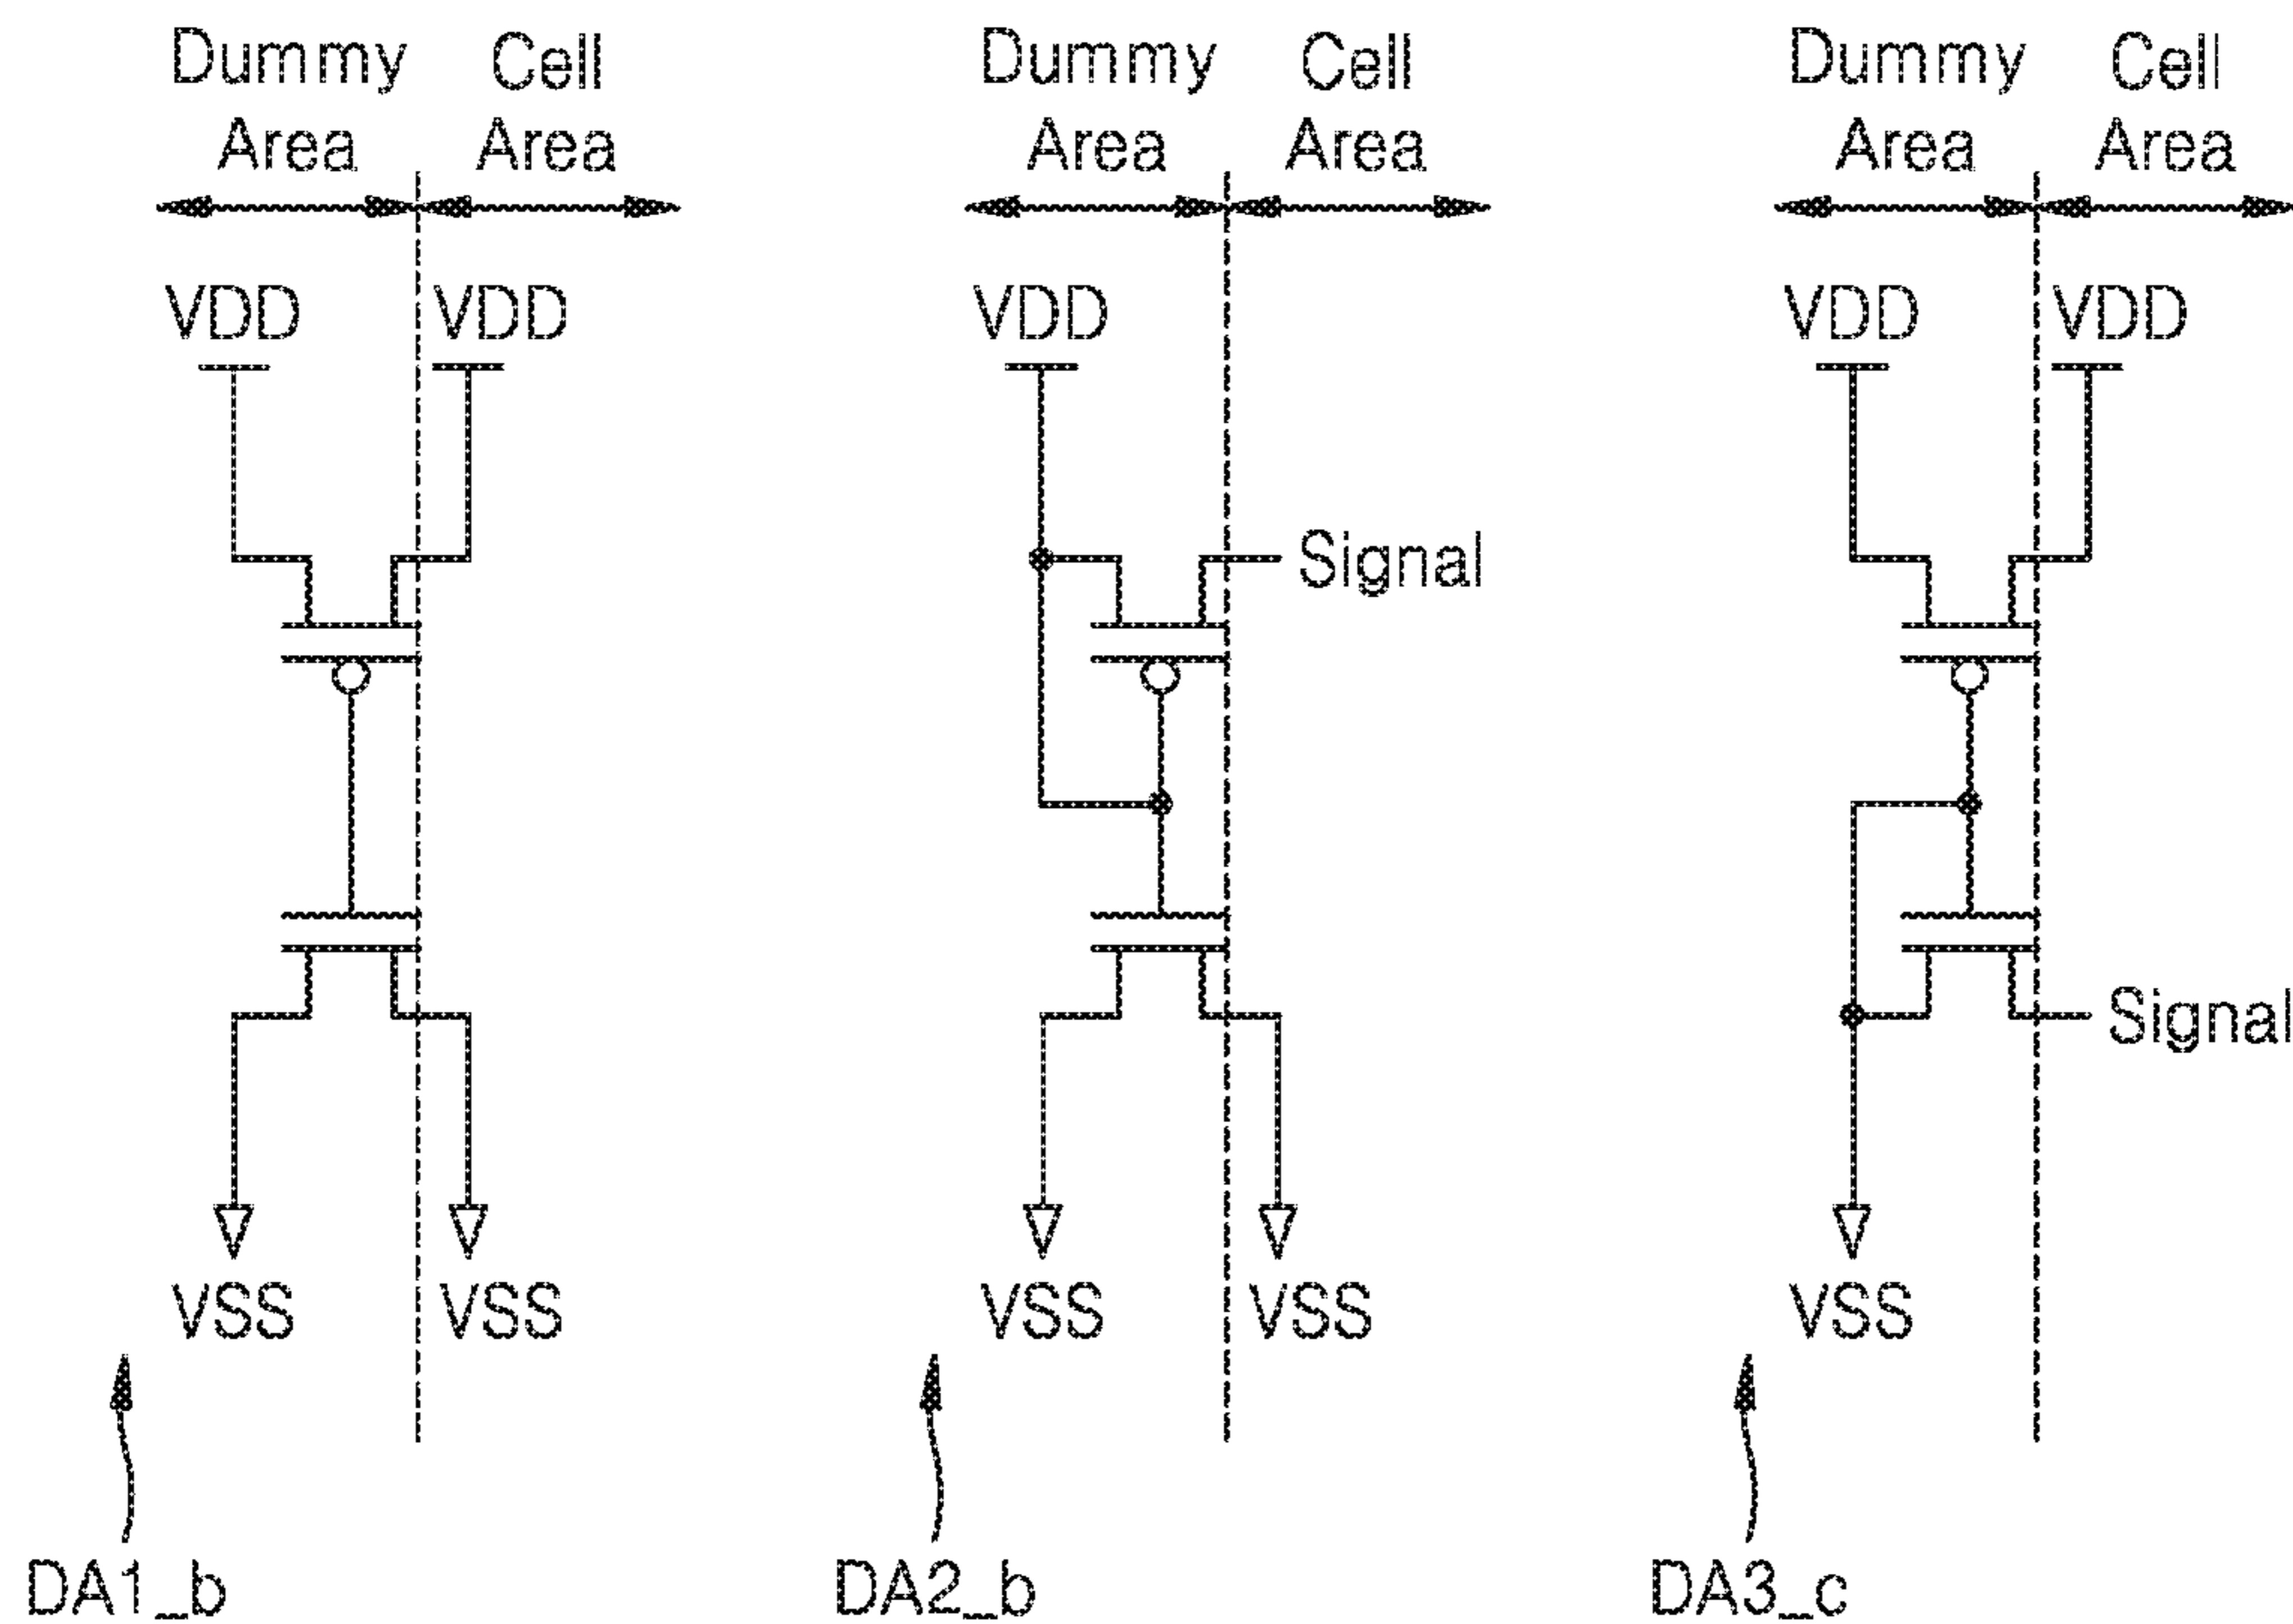 Dummy Cell
Area Area
VDD VDD
VSS VSS
DA1_b
Dummy Cell
Area Area
VDD
Signal
VSS VSS
DA2_b
Dummy Cell
Area Area
VDD VDD
Signal
VSS
DA3_c